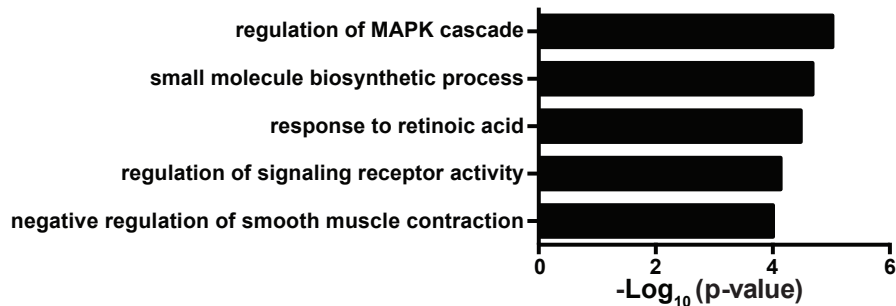 regulation of MAPK cascade
small molecule biosynthetic process
response to retinoic acid
regulation of signaling receptor activity
negative regulation of smooth muscle contraction
0 2 4 6
-Log10 (p-value)